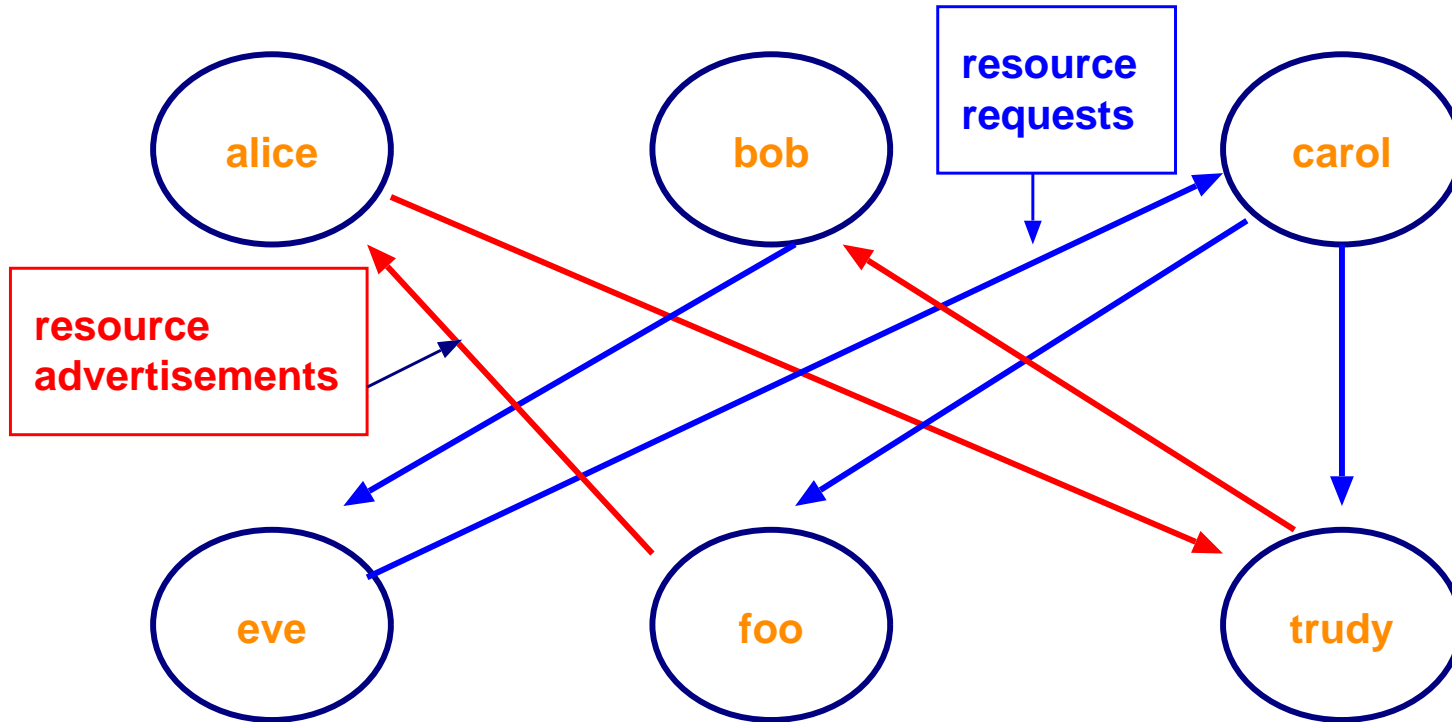 resource
requests
alice
bob
carol
resource
advertisements
eve
foo
trudy